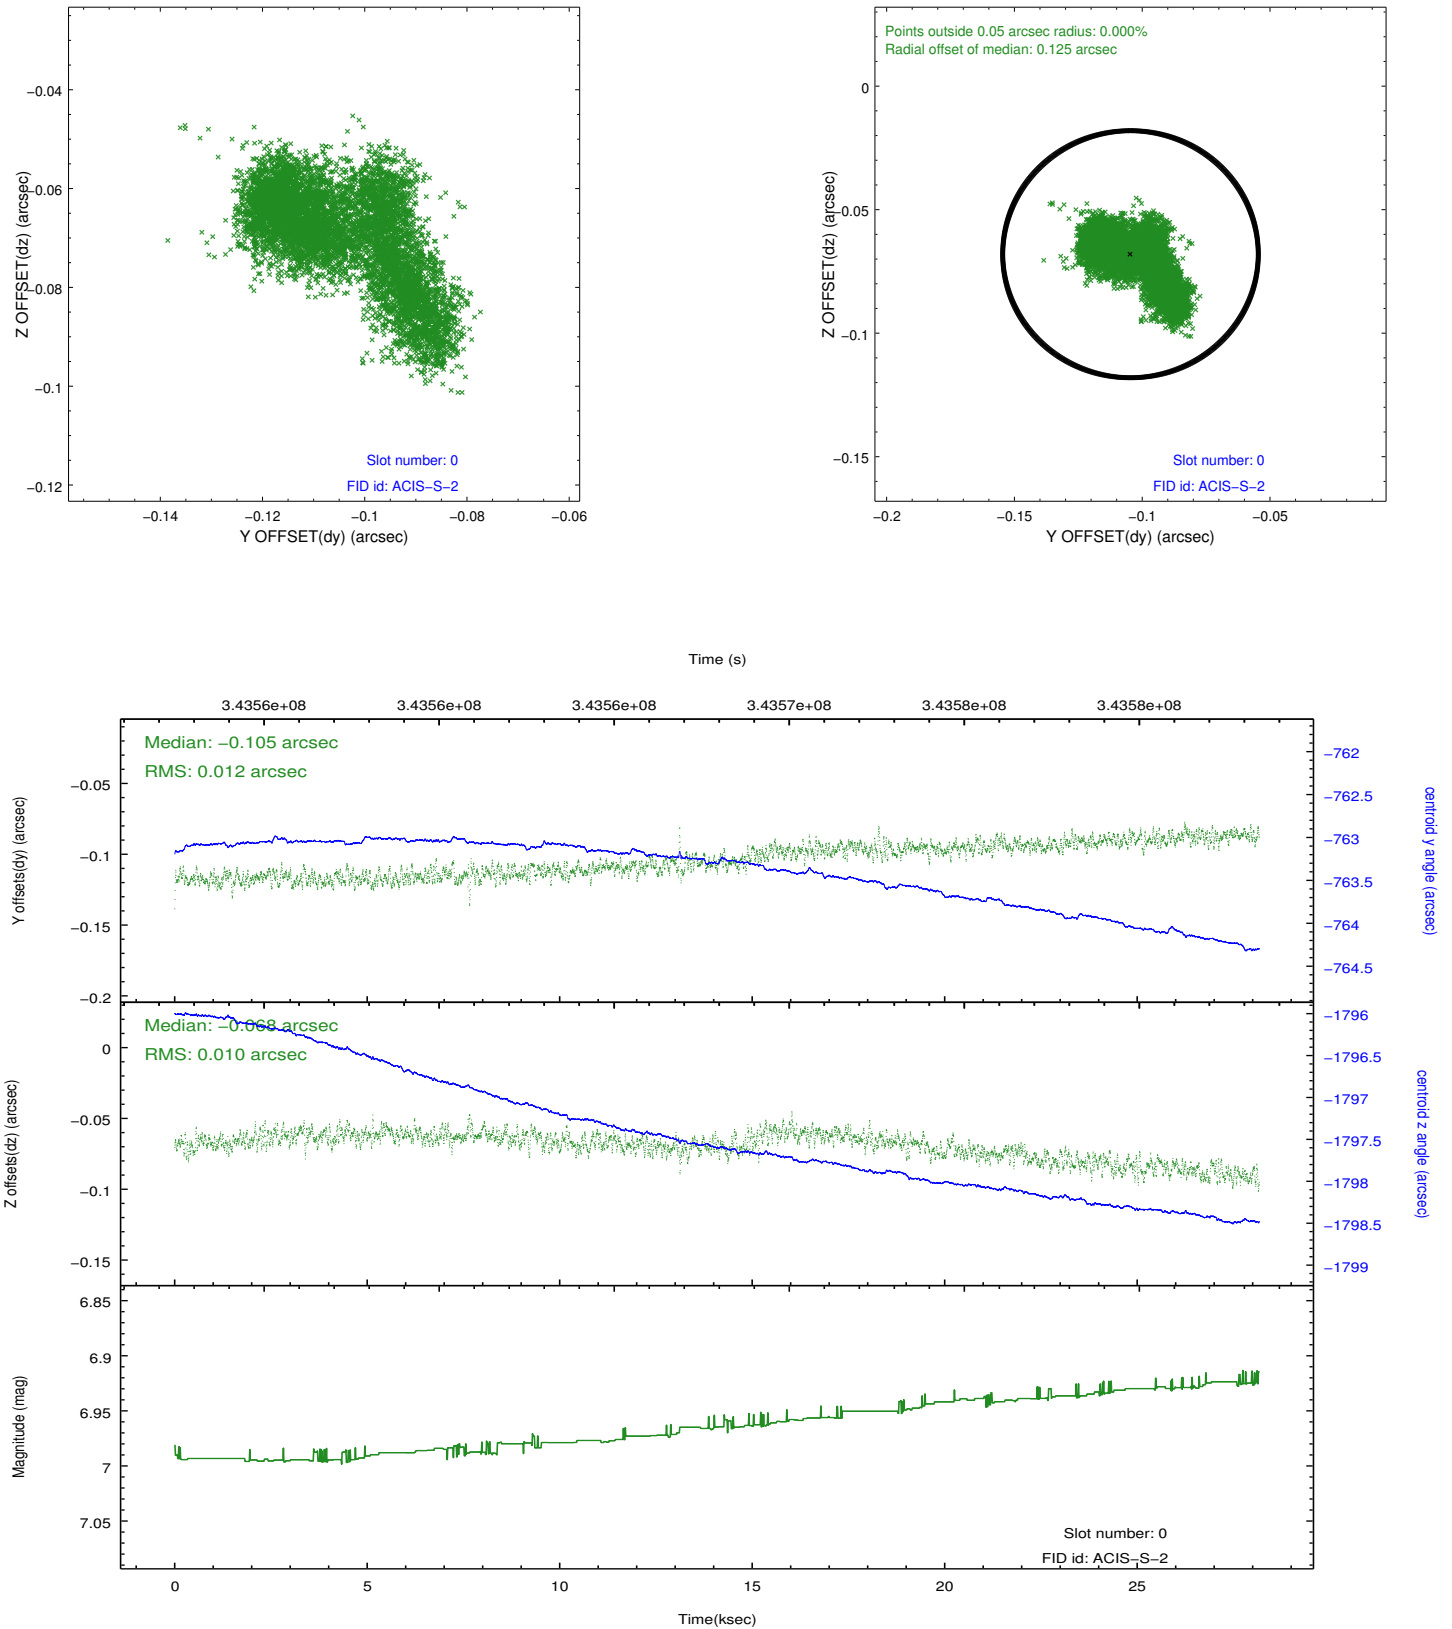 −0.04
−0.06
−0.08
−0.1
−0.12
Z OFFSET(dz) (arcsec)
Slot number: 0
FID id: ACIS−S−2
−0.14
−0.12
−0.1
−0.08
−0.06
Y OFFSET(dy) (arcsec)
Points outside 0.05 arcsec radius: 0.000%
Radial offset of median: 0.125 arcsec
0
−0.05
−0.1
−0.15
Z OFFSET(dz) (arcsec)
Slot number: 0
FID id: ACIS−S−2
−0.2
−0.15
−0.1
−0.05
Y OFFSET(dy) (arcsec)
Time (s)
3.4356e+08
3.4356e+08
3.4356e+08
3.4357e+08
3.4358e+08
3.4358e+08
Median: −0.105 arcsec
RMS: 0.012 arcsec
−0.05
−0.1
−0.15
−0.2
Y offsets(dy) (arcsec)
−762
−762.5
−763
−763.5
−764
−764.5
centroid y angle (arcsec)
Median: −0.068 arcsec
RMS: 0.010 arcsec
0
−0.05
−0.1
−0.15
Z offsets(dz) (arcsec)
−1796
−1796.5
−1797
−1797.5
−1798
−1798.5
−1799
centroid z angle (arcsec)
6.85
6.9
6.95
7
7.05
Magnitude (mag)
Slot number: 0
FID id: ACIS−S−2
0
5
10
15
20
25
Time(ksec)